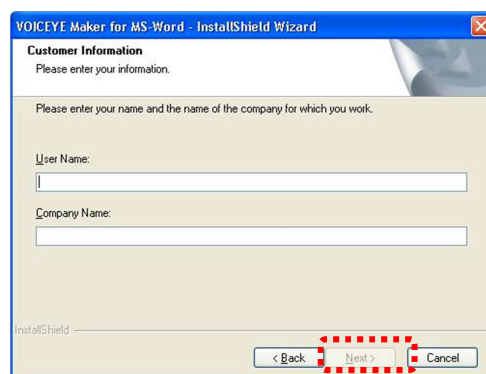 VOICEYE Maker for MS-Word - InstallShield Wizard
Customer Information
Please enter your information.
Please enter your name and the name of the company for which you work.
User Name:
Company Name:
InstallShield
< Back Next > Cancel